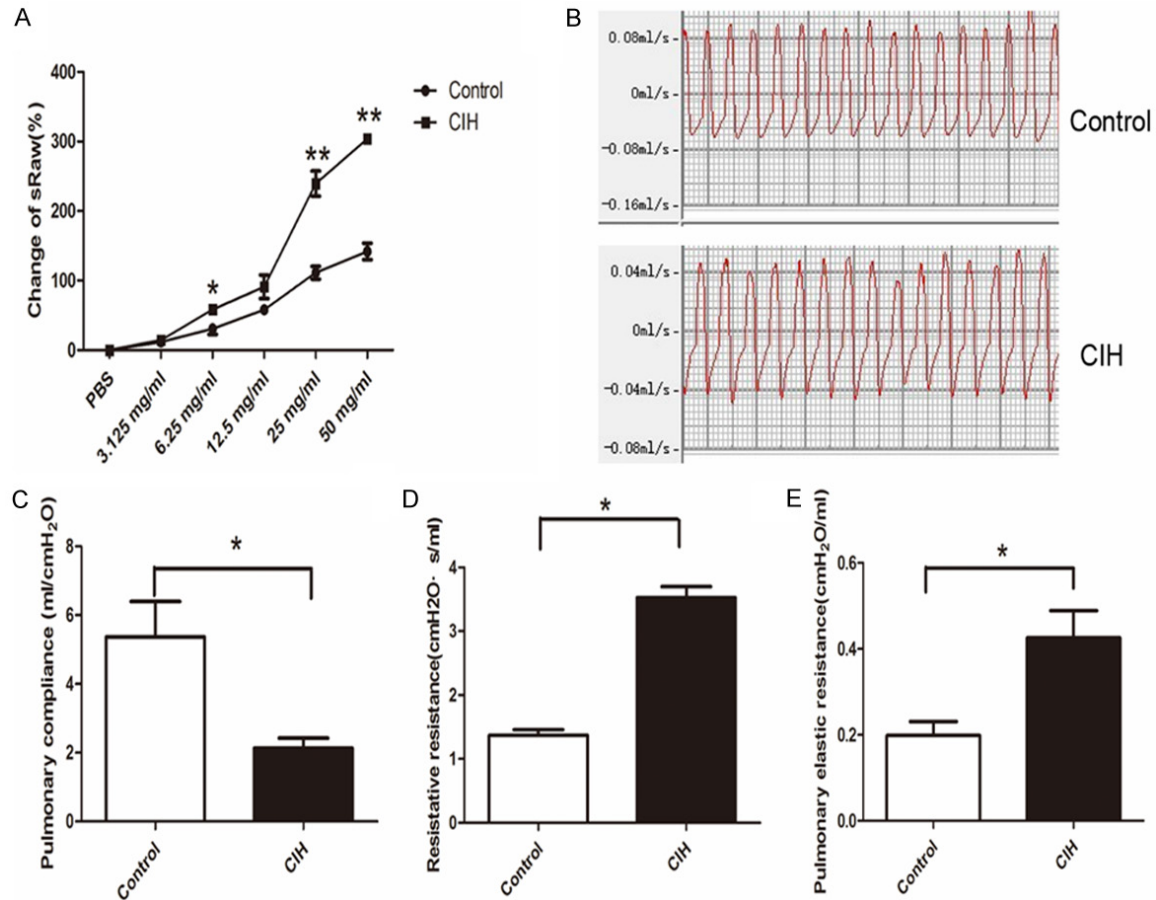 A
Change of sRaw(%)
400
300
200
100
0
PBS
3.125 mg/ml
6.25 mg/ml
12.5 mg/ml
25 mg/ml
50 mg/ml
*
**
**
Control
CIH
B
0.08ml/s-
0ml/s-
-0.08ml/s-
-0.16ml/s-
Control
0.04ml/s-
0ml/s-
-0.04ml/s-
-0.08ml/s-
CIH
C
Pulmonary compliance (ml/cmH₂O)
8
6
4
2
0
*
Control
CIH
D
Resistative resistance(cmH2O· s/ml)
4
3
2
1
0
*
Control
CIH
E
Pulmonary elastic resistance(cmH₂O/ml)
0.6
0.4
0.2
0.0
*
Control
CIH